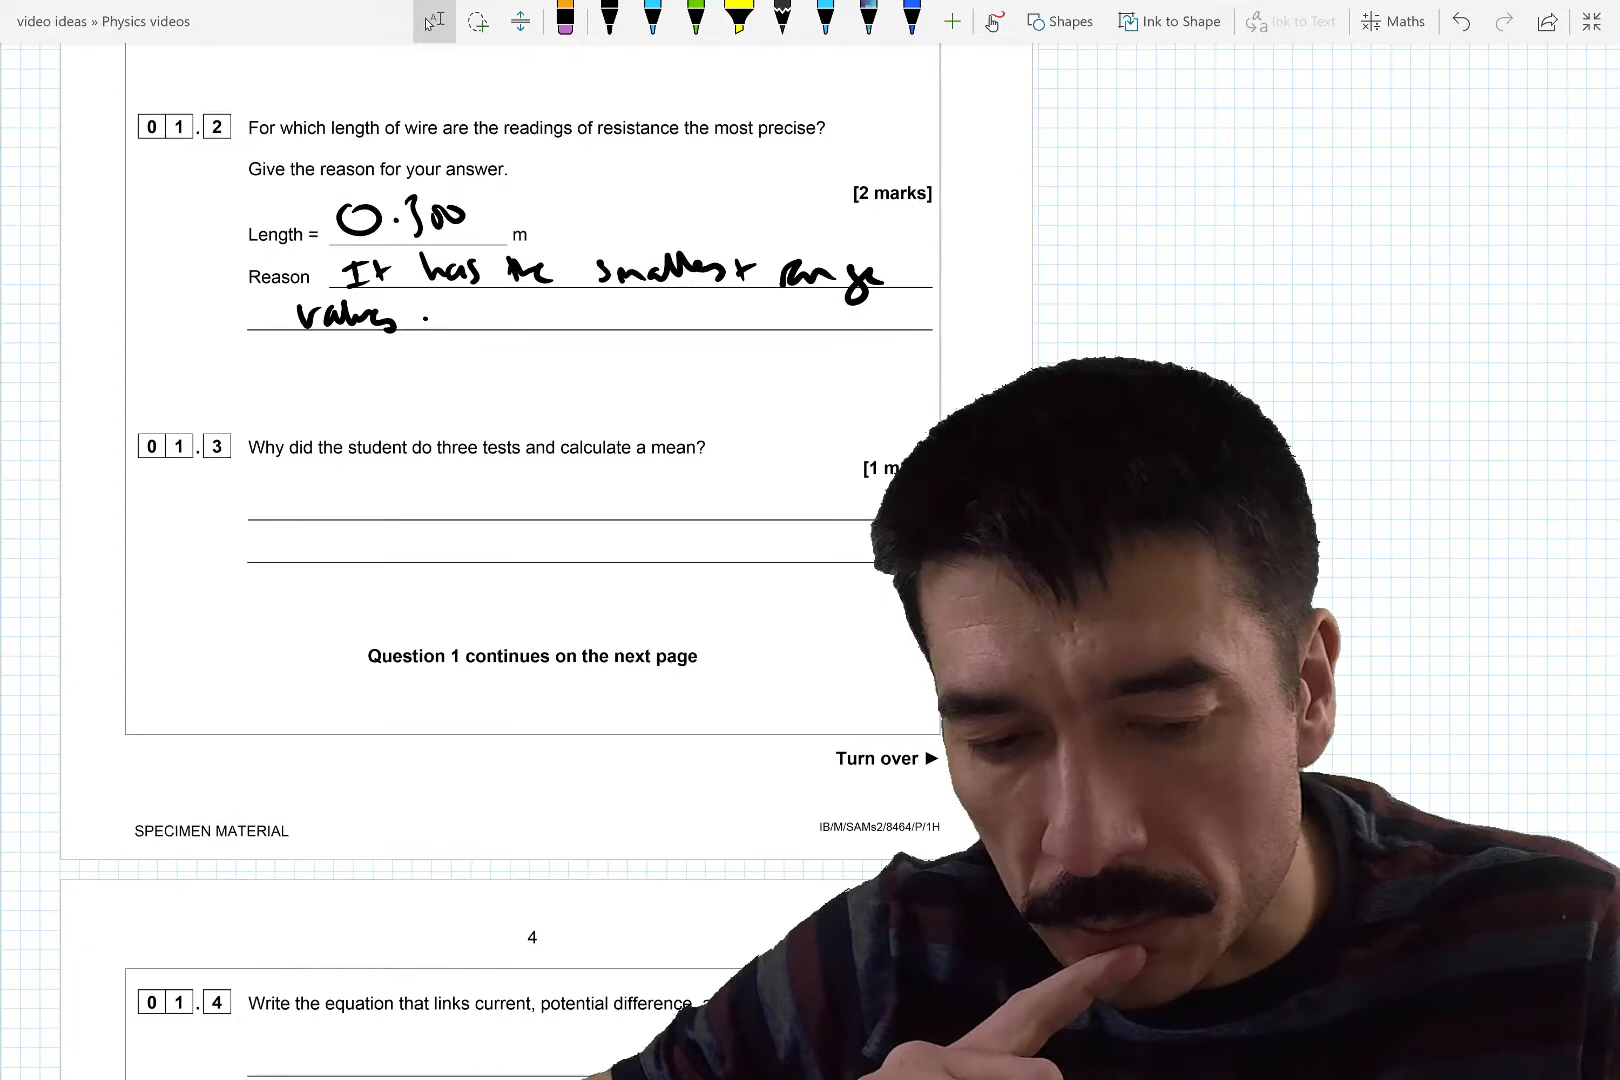 video ideas » Physics videos
Shapes
Ink to Shape
Ink to Text
Maths
0 1 . 2 For which length of wire are the readings of resistance the most precise?
Give the reason for your answer.
[2 marks]
Length = 0.300 m
Reason It has the smallest range
values .
0 1 . 3 Why did the student do three tests and calculate a mean?
[1 m
Question 1 continues on the next page
Turn over ►
SPECIMEN MATERIAL
IB/M/SAMs2/8464/P/1H
4
0 1 . 4 Write the equation that links current, potential difference,